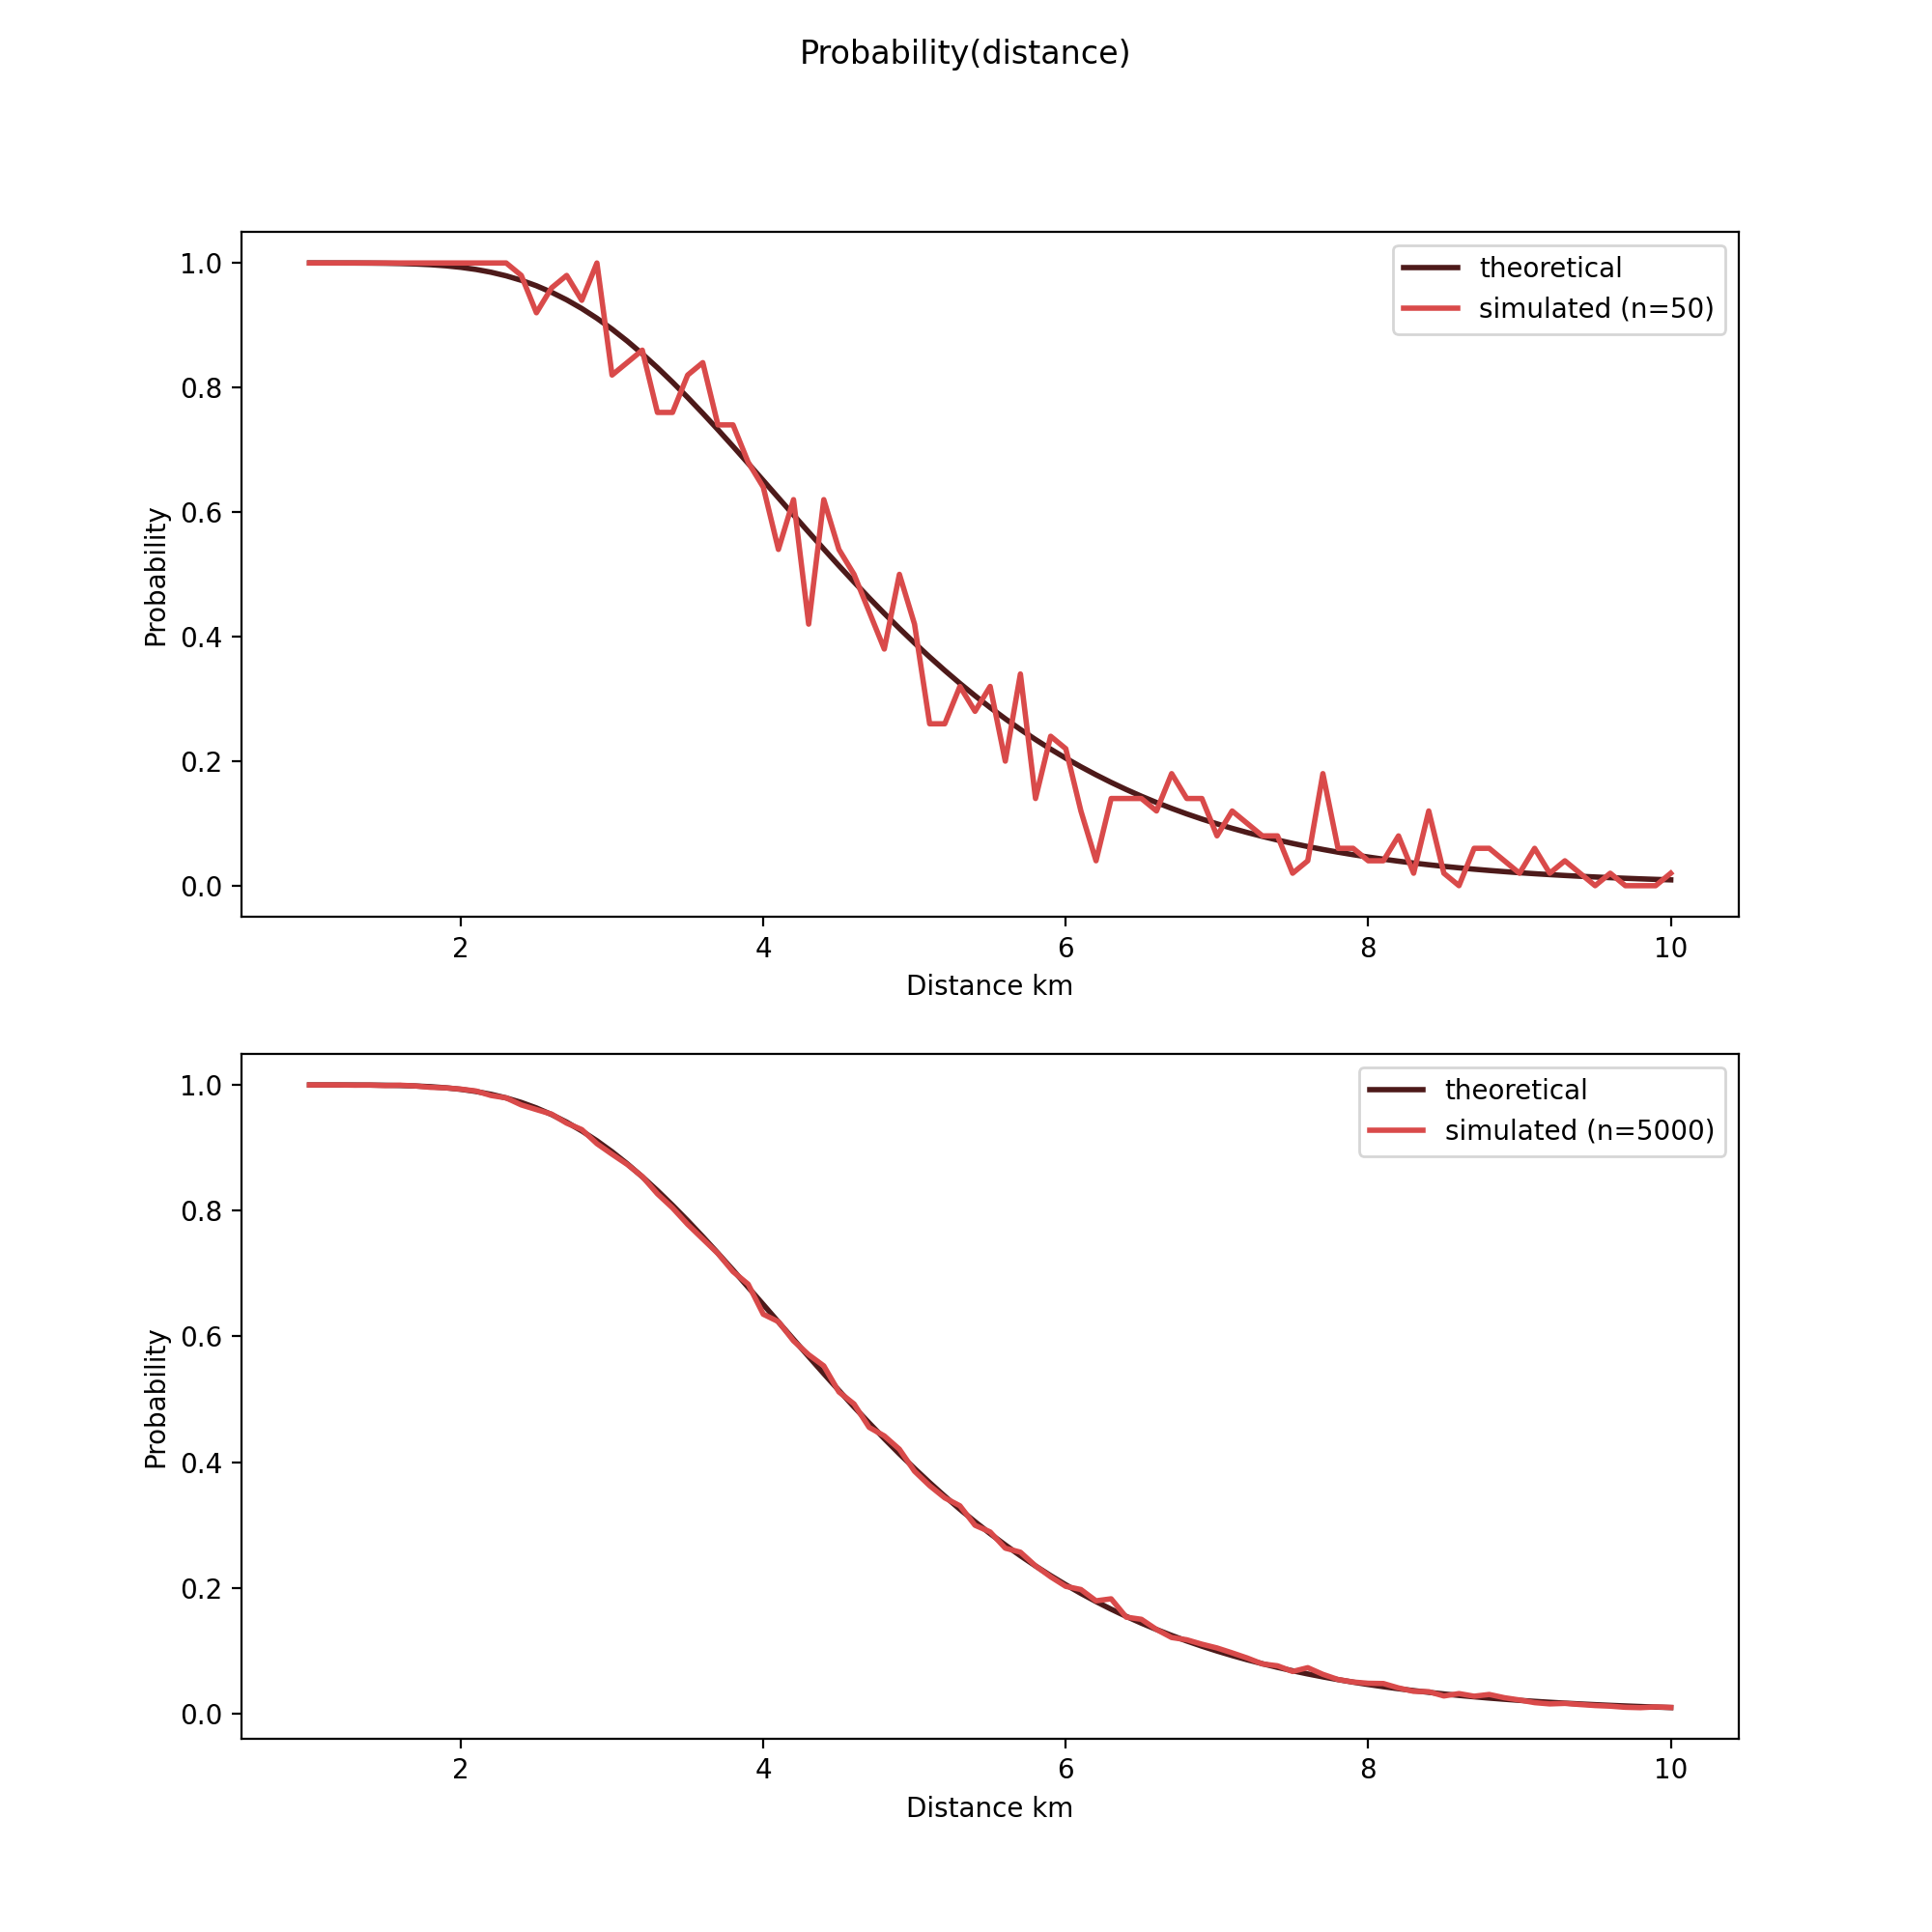 Probability(distance)
theoretical
simulated (n=50)
1.0
0.8
0.6
0.4
0.2
0.0
Probability
2 4 6 8 10
Distance km
theoretical
simulated (n=5000)
1.0
0.8
0.6
0.4
0.2
0.0
Probability
2 4 6 8 10
Distance km